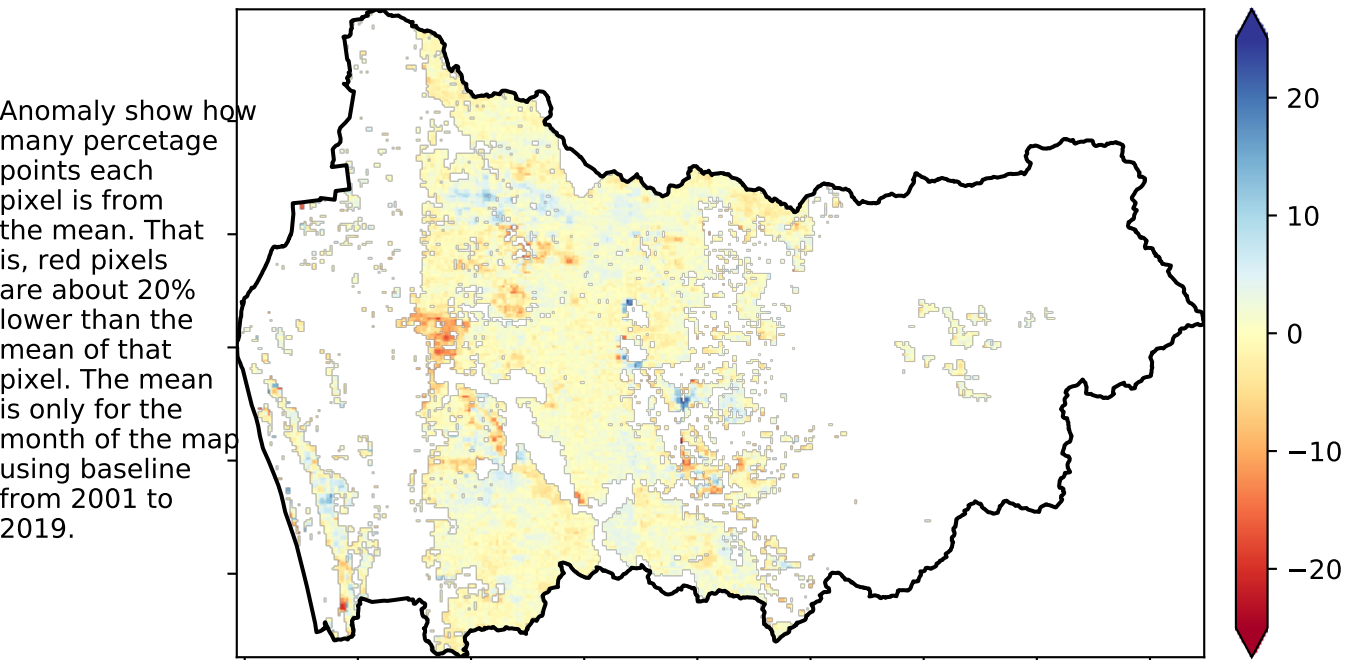 Anomaly show how
many percetage
points each
pixel is from
the mean. That
is, red pixels
are about 20%
lower than the
mean of that
pixel. The mean
is only for the
month of the map
using baseline
from 2001 to
2019.
20
10
0
−10
−20